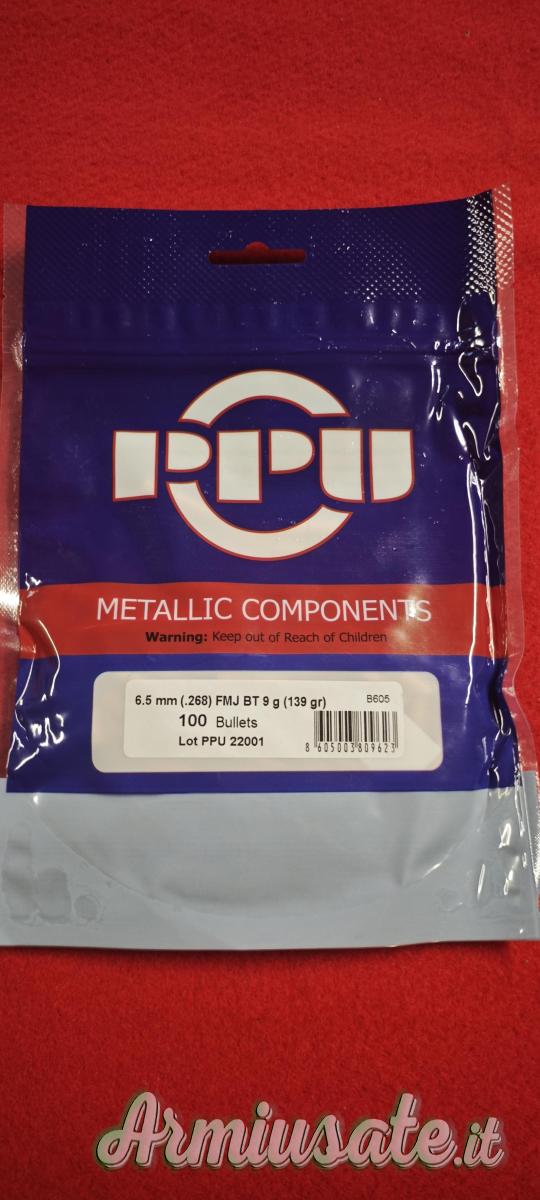 PPU
METALLIC COMPONENTS
Warning: Keep out of Reach of Children
6.5 mm (.268) FMJ BT 9 g (139 gr)
B605
100 Bullets
Lot PPU 22001
8 605003 809623
Armiusate.it